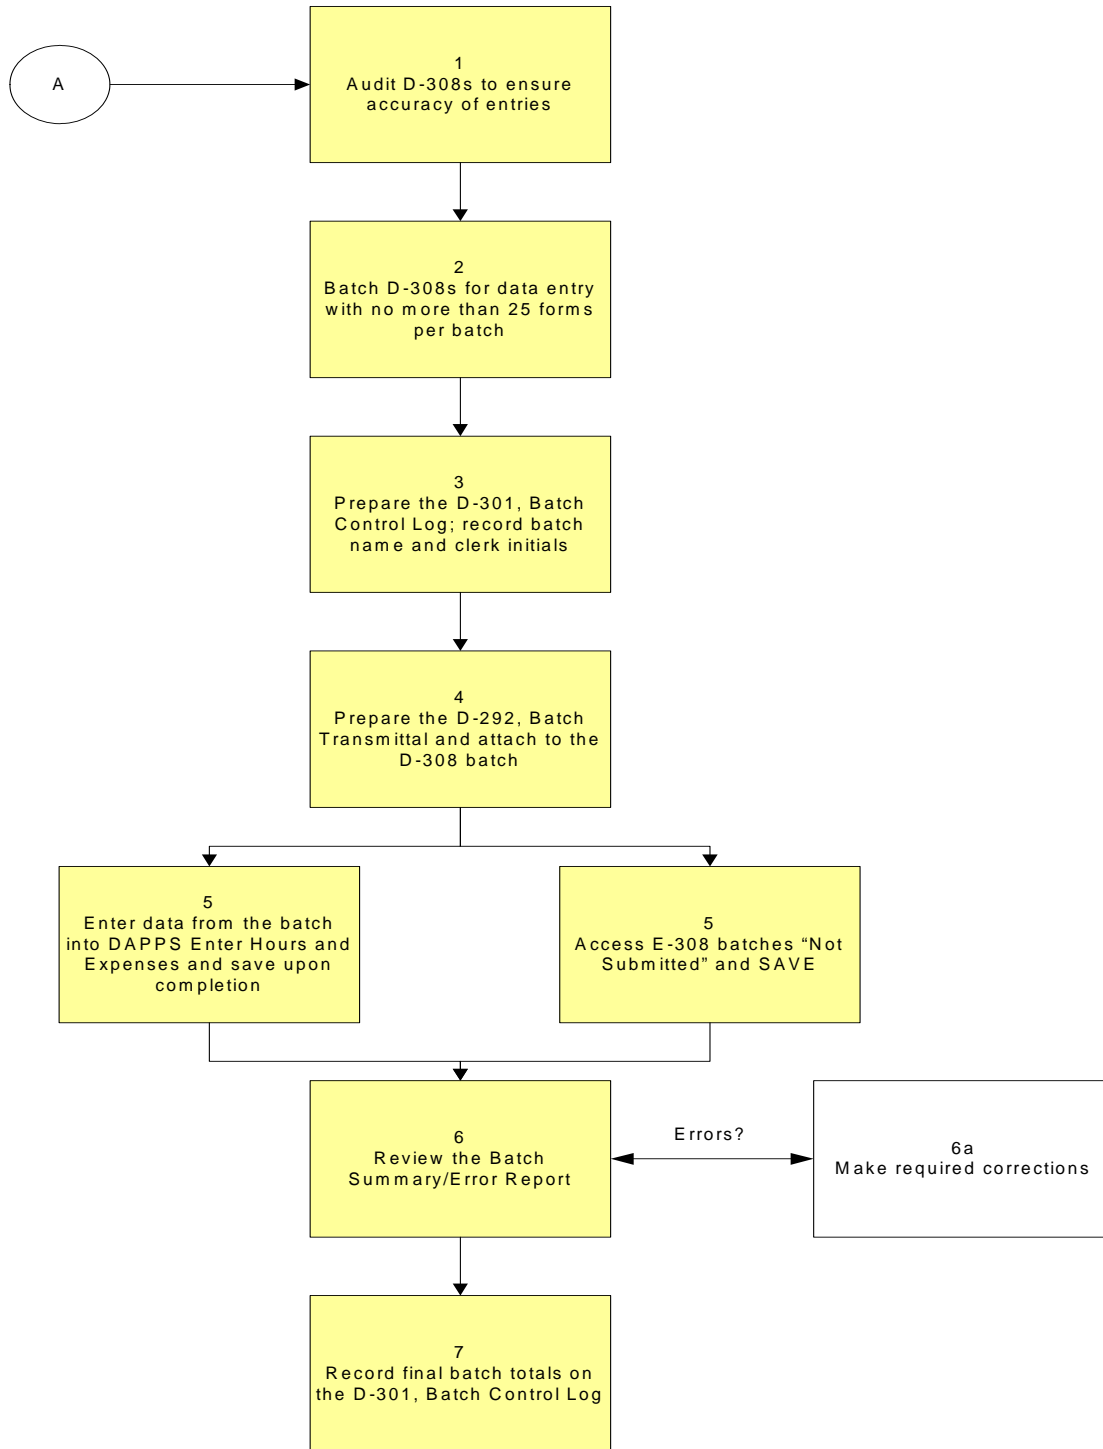 A
1
Audit D-308s to ensure
accuracy of entries
2
Batch D-308s for data entry
with no more than 25 forms
per batch
3
Prepare the D-301, Batch
Control Log; record batch
name and clerk initials
4
Prepare the D-292, Batch
Transmittal and attach to the
D-308 batch
5
Enter data from the batch
into DAPPS Enter Hours and
Expenses and save upon
completion
5
Access E-308 batches “Not
Submitted” and SAVE
6
Review the Batch
Summary/Error Report
Errors?
6a
Make required corrections
7
Record final batch totals on
the D-301, Batch Control Log